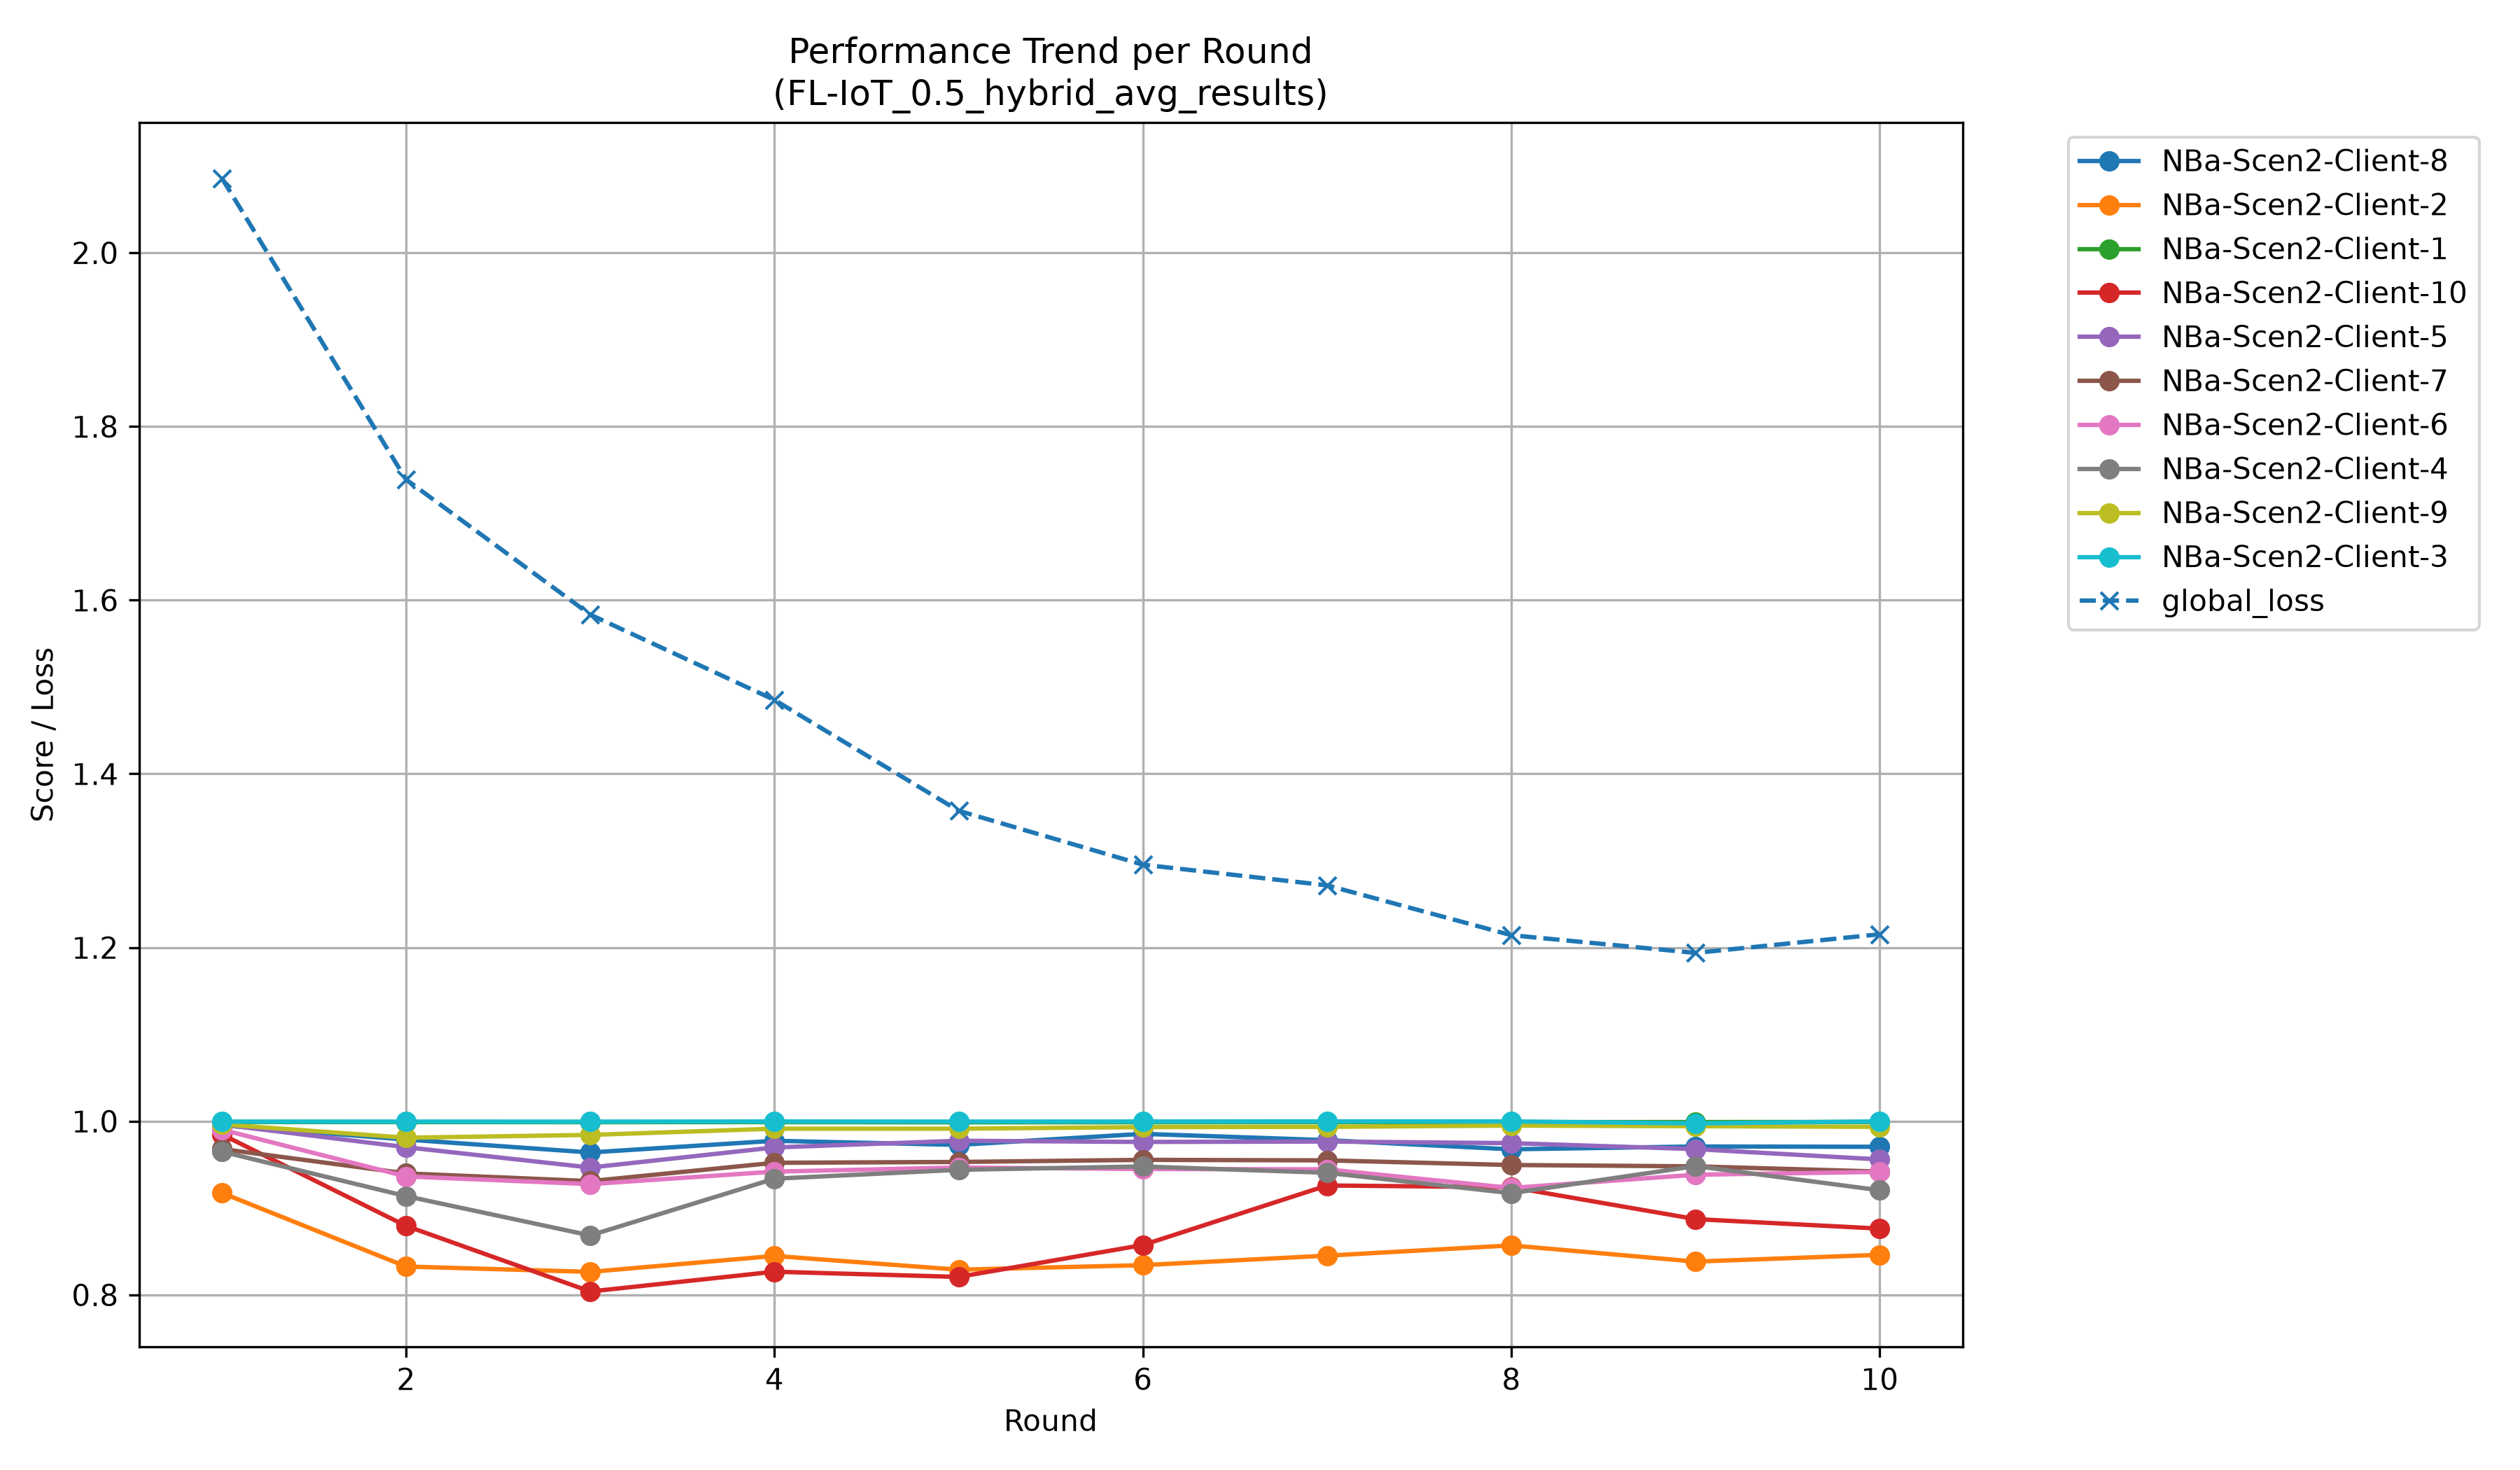 Performance Trend per Round
(FL-IoT_0.5_hybrid_avg_results)
Score / Loss
2.0
1.8
1.6
1.4
1.2
1.0
0.8
2
4
6
8
10
Round
NBa-Scen2-Client-8
NBa-Scen2-Client-2
NBa-Scen2-Client-1
NBa-Scen2-Client-10
NBa-Scen2-Client-5
NBa-Scen2-Client-7
NBa-Scen2-Client-6
NBa-Scen2-Client-4
NBa-Scen2-Client-9
NBa-Scen2-Client-3
global_loss